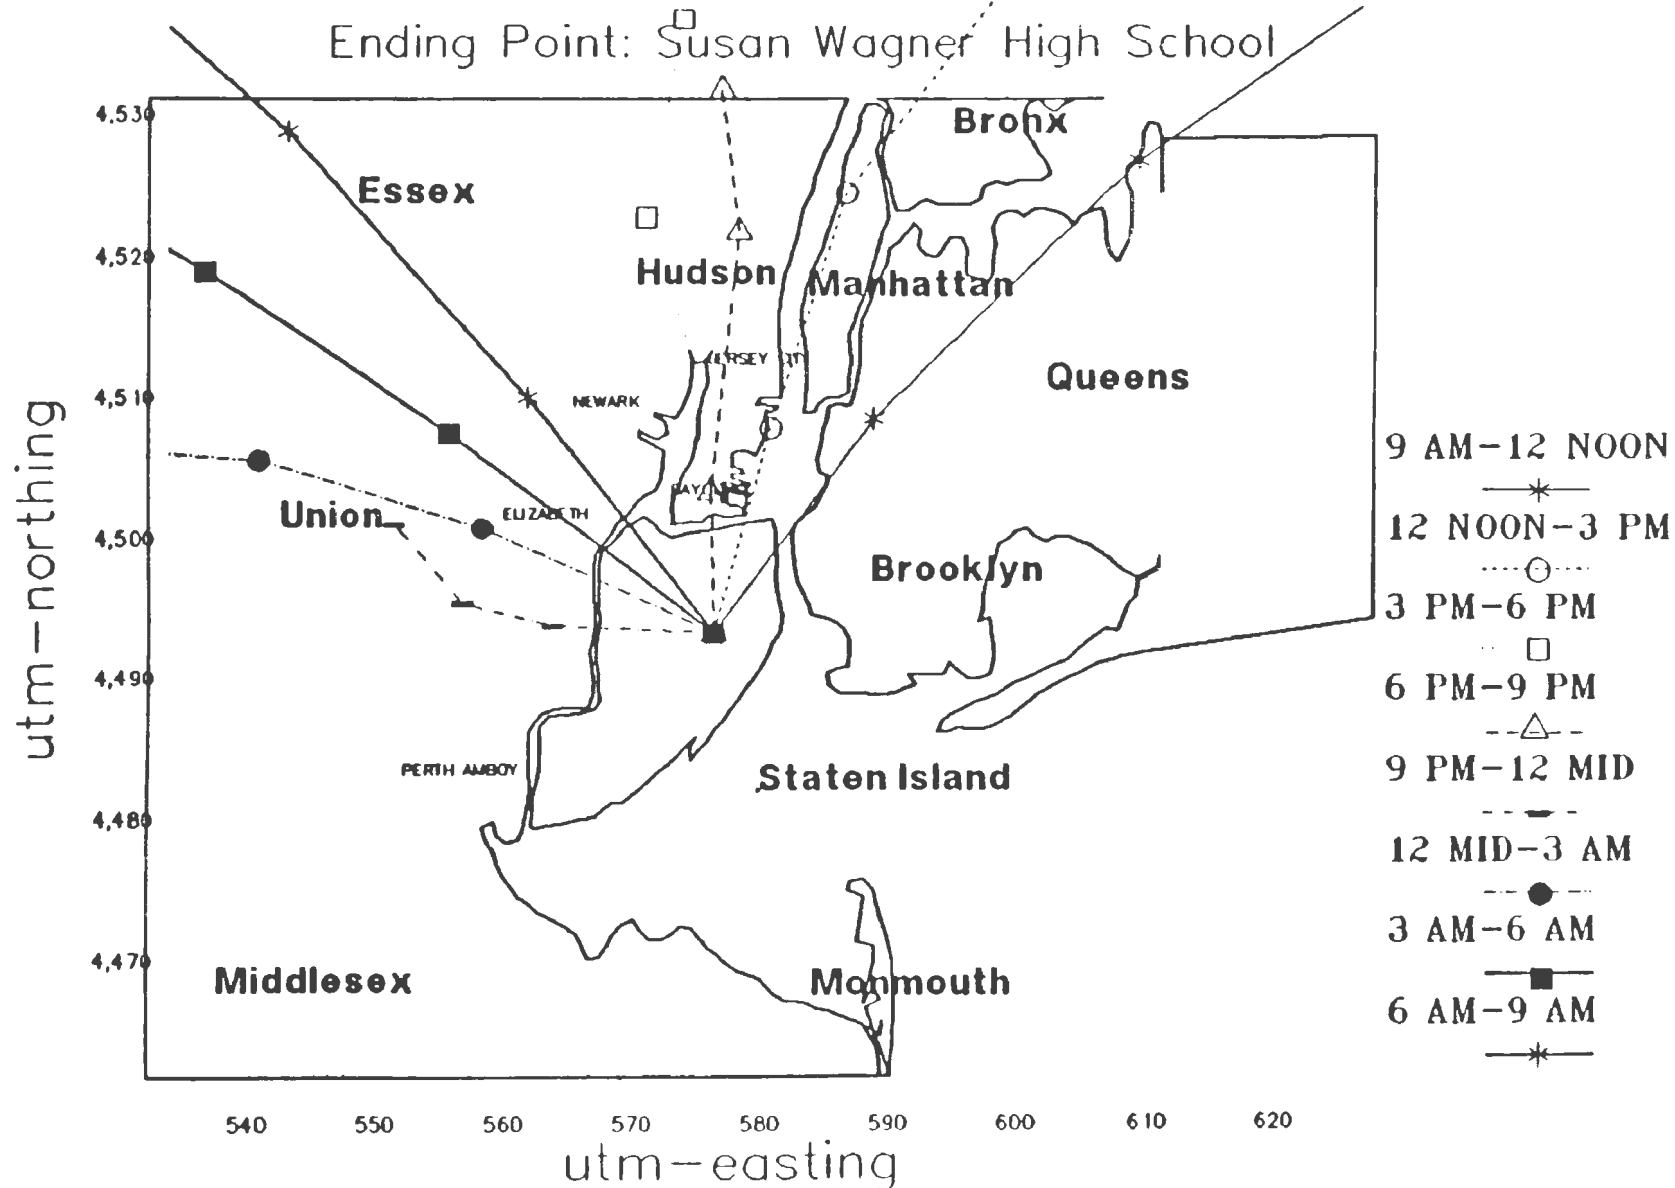 Ending Point: Susan Wagner High School
4,530
Bronx
Essex
4,520
Hudson
Manhattan
JERSEY CITY
Queens
4,510
NEWARK
9 AM-12 NOON
12 NOON-3 PM
3 PM-6 PM
6 PM-9 PM
9 PM-12 MID
12 MID-3 AM
3 AM-6 AM
6 AM-9 AM
utm-northing
BAYONNE
Union
ELIZABETH
4,500
Brooklyn
4,490
PERTH AMBOY
Staten Island
4,480
4,470
Middlesex
Monmouth
540 550 560 570 580 590 600 610 620
utm-easting